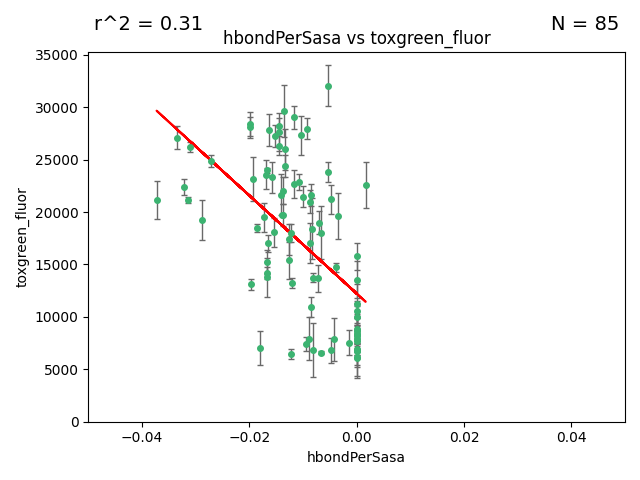 r^2 = 0.31
N = 85
hbondPerSasa vs toxgreen_fluor
35000
30000
25000
20000
15000
10000
5000
0
toxgreen_fluor
−0.04
−0.02
0.00
0.02
0.04
hbondPerSasa